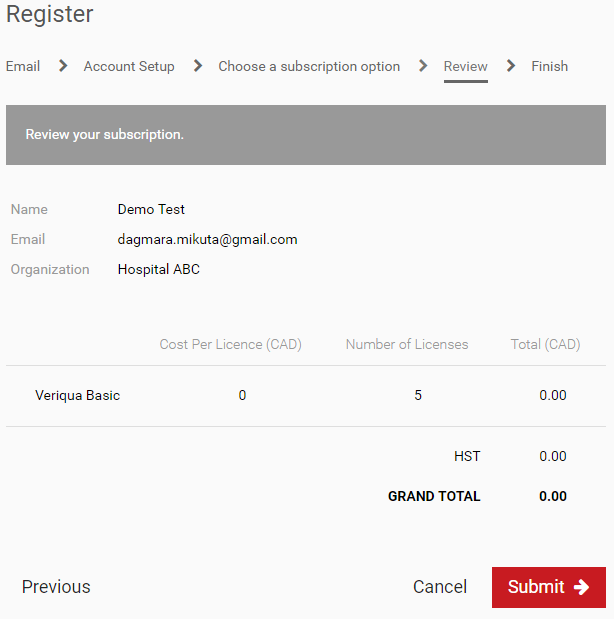 Register
Email Account Setup Choose a subscription option Review Finish
Review your subscription.
Name Demo Test
Email dagmara.mikuta@gmail.com
Organization Hospital ABC
Cost Per Licence (CAD) Number of Licenses Total (CAD)
Veriqua Basic 0 5 0.00
HST 0.00
GRAND TOTAL 0.00
Previous Cancel Submit